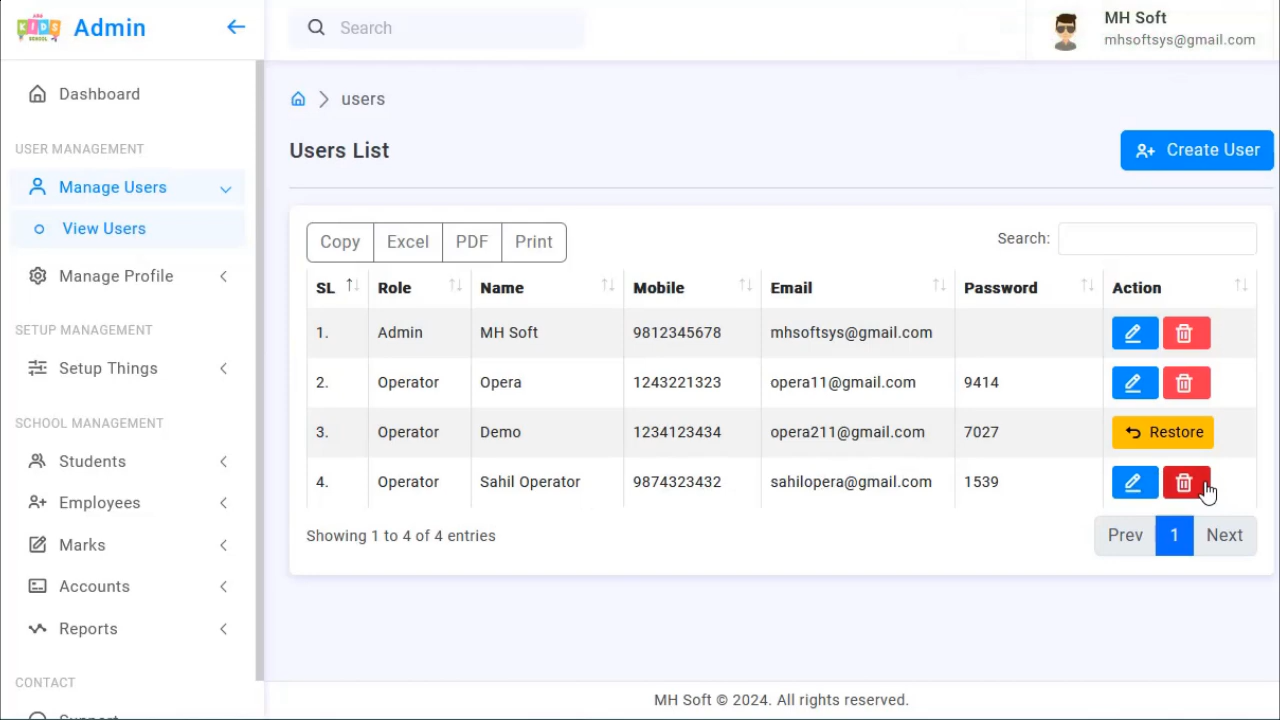 KIDS
SCHOOL
Admin
Search
MH Soft
mhsoftsys@gmail.com
Dashboard
USER MANAGEMENT
Manage Users
View Users
Manage Profile
SETUP MANAGEMENT
Setup Things
SCHOOL MANAGEMENT
Students
Employees
Marks
Accounts
Reports
CONTACT
Support
users
Users List
Create User
Copy Excel PDF Print
Search:
SL Role Name Mobile Email Password Action
1. Admin MH Soft 9812345678 mhsoftsys@gmail.com
2. Operator Opera 1243221323 opera11@gmail.com 9414
3. Operator Demo 1234123434 opera211@gmail.com 7027 Restore
4. Operator Sahil Operator 9874323432 sahilopera@gmail.com 1539
Showing 1 to 4 of 4 entries
Prev 1 Next
MH Soft © 2024. All rights reserved.